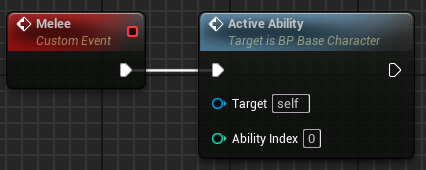 Melee
Custom Event
Active Ability
Target is BP Base Character
Target self
Ability Index 0